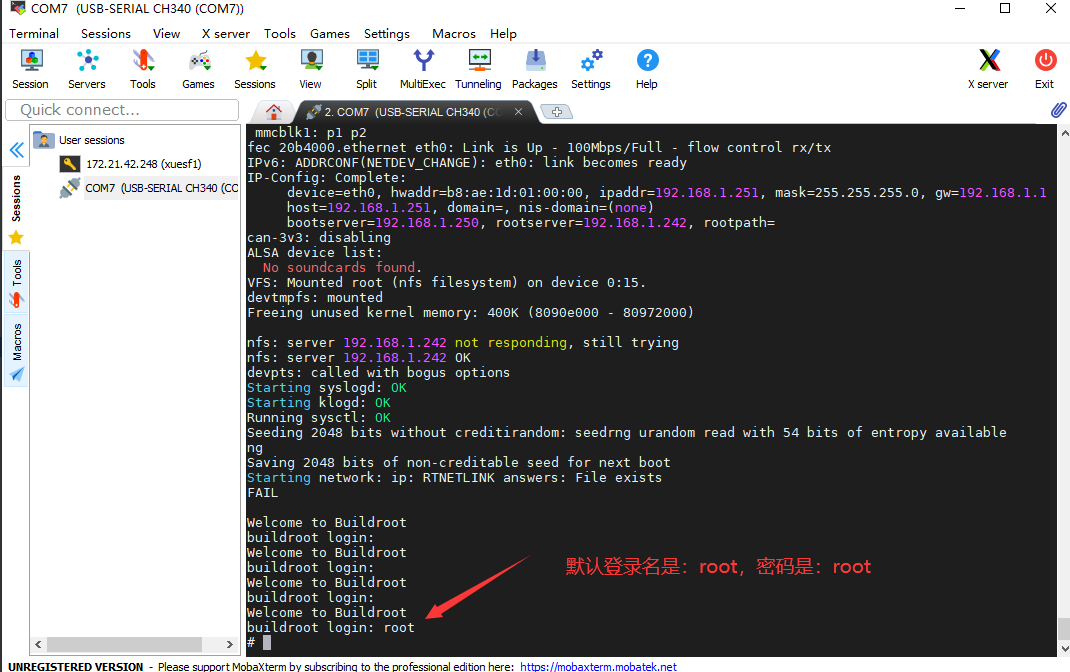 COM7  (USB-SERIAL CH340 (COM7))
Terminal Sessions View X server Tools Games Settings Macros Help
Session Servers Tools Games Sessions View Split MultiExec Tunneling Packages Settings Help X server Exit
Quick connect...
2. COM7  (USB-SERIAL CH340 (CO
User sessions
172.21.42.248 (xuesf1)
COM7  (USB-SERIAL CH340 (CO
Sessions
Tools
Macros
mmcblk1: p1 p2
fec 20b4000.ethernet eth0: Link is Up - 100Mbps/Full - flow control rx/tx
IPv6: ADDRCONF(NETDEV_CHANGE): eth0: link becomes ready
IP-Config: Complete:
     device=eth0, hwaddr=b8:ae:1d:01:00:00, ipaddr=192.168.1.251, mask=255.255.255.0, gw=192.168.1.1
     host=192.168.1.251, domain=, nis-domain=(none)
     bootserver=192.168.1.250, rootserver=192.168.1.242, rootpath=
can-3v3: disabling
ALSA device list:
  No soundcards found.
VFS: Mounted root (nfs filesystem) on device 0:15.
devtmpfs: mounted
Freeing unused kernel memory: 400K (8090e000 - 80972000)
nfs: server 192.168.1.242 not responding, still trying
nfs: server 192.168.1.242 OK
devpts: called with bogus options
Starting syslogd: OK
Starting klogd: OK
Running sysctl: OK
Seeding 2048 bits without creditirandom: seedrng urandom read with 54 bits of entropy available
ng
Saving 2048 bits of non-creditable seed for next boot
Starting network: ip: RTNETLINK answers: File exists
FAIL
Welcome to Buildroot
buildroot login:
Welcome to Buildroot
buildroot login:
Welcome to Buildroot
buildroot login:
Welcome to Buildroot
buildroot login: root
#
默认登录名是：root，密码是：root
UNREGISTERED VERSION  -  Please support MobaXterm by subscribing to the professional edition here:  https://mobaxterm.mobatek.net